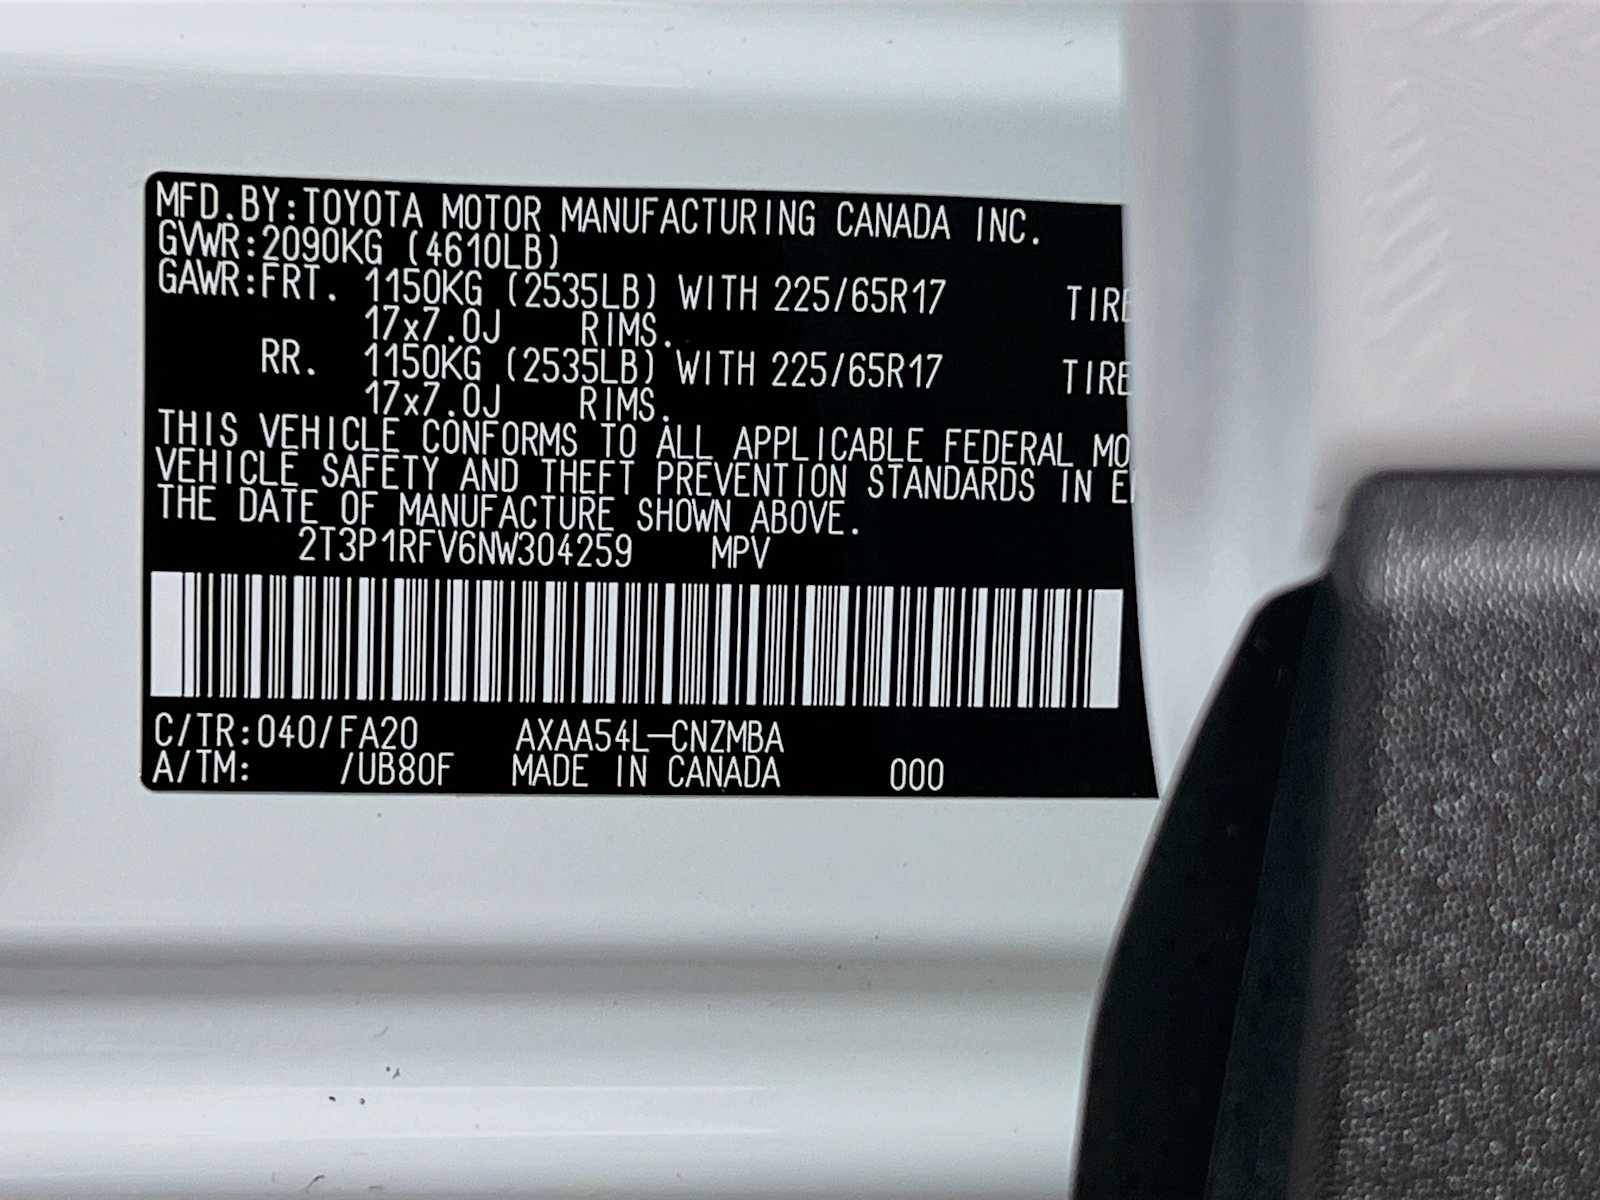 MFD.BY:TOYOTA MOTOR MANUFACTURING CANADA INC.
GVWR:2090KG (4610LB)
GAWR:FRT. 1150KG (2535LB) WITH 225/65R17 TIRE
17x7.0J RIMS.
RR. 1150KG (2535LB) WITH 225/65R17 TIRE
17x7.0J RIMS.
THIS VEHICLE CONFORMS TO ALL APPLICABLE FEDERAL MO
VEHICLE SAFETY AND THEFT PREVENTION STANDARDS IN
THE DATE OF MANUFACTURE SHOWN ABOVE.
2T3P1RFV6NW304259 MPV
C/TR:040/FA20 AXAA54L-CNZMBA
A/TM: /UB80F MADE IN CANADA 000